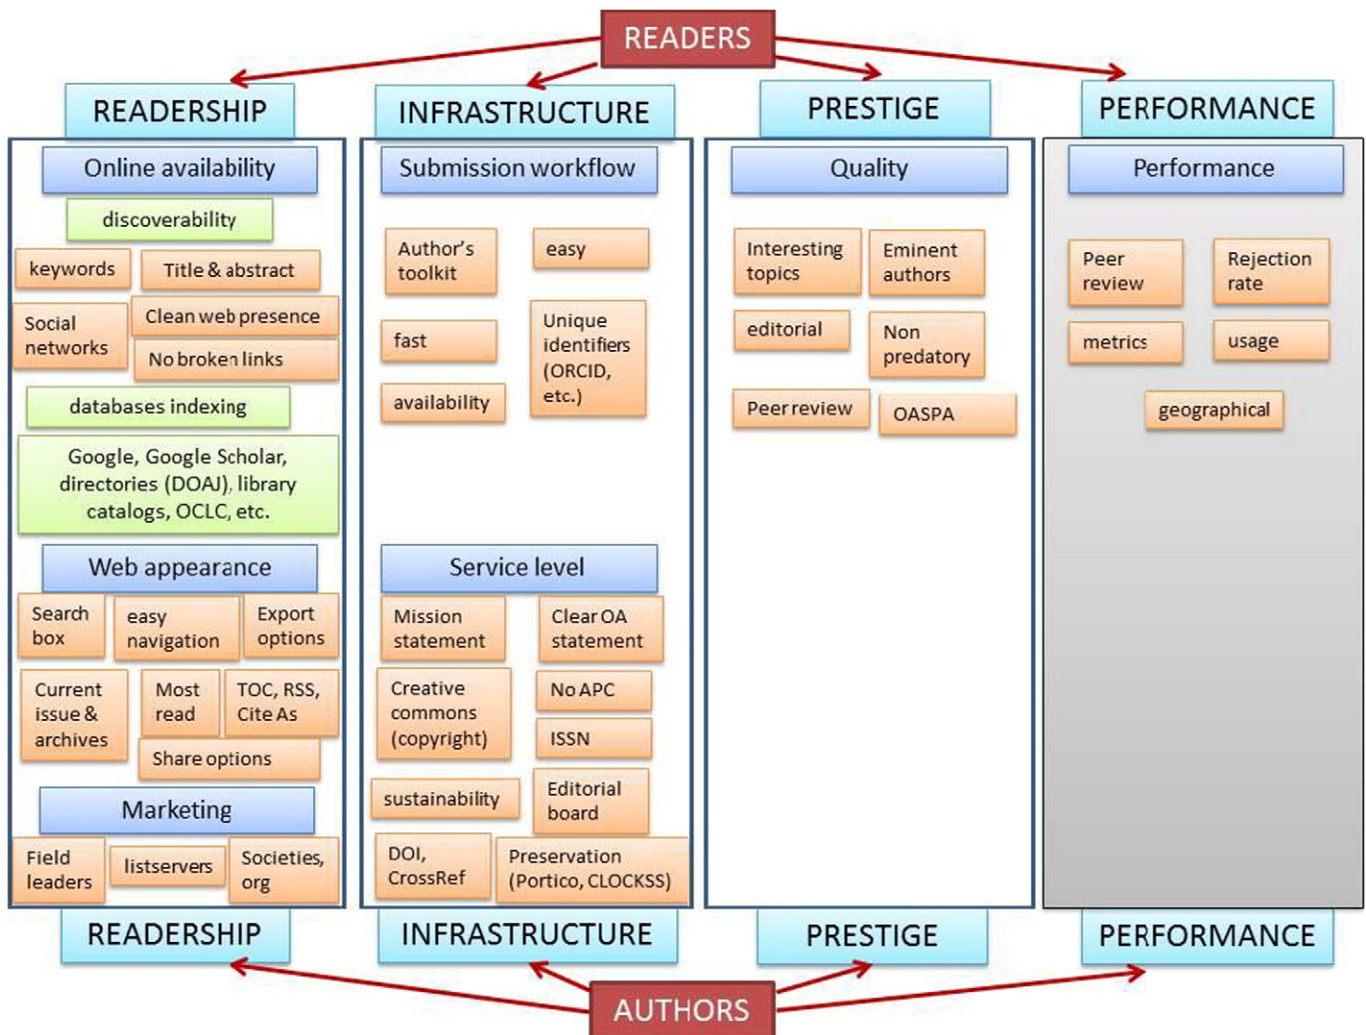 READERS
READERSHIP
INFRASTRUCTURE
PRESTIGE
PERFORMANCE
Online availability
discoverability
keywords
Title & abstract
Social
networks
Clean web presence
No broken links
databases indexing
Google, Google Scholar,
directories (DOAJ), library
catalogs, OCLC, etc.
Web appearance
Search
box
easy
navigation
Export
options
Current
issue &
archives
Most
read
TOC, RSS,
Cite As
Share options
Marketing
Field
leaders
listservers
Societies,
org
Submission workflow
Author's
toolkit
easy
fast
Unique
identifiers
(ORCID,
etc.)
availability
Service level
Mission
statement
Clear OA
statement
Creative
commons
(copyright)
No APC
ISSN
sustainability
Editorial
board
DOI,
CrossRef
Preservation
(Portico, CLOCKSS)
Quality
Interesting
topics
Eminent
authors
editorial
Non
predatory
Peer review
OASPA
Performance
Peer
review
Rejection
rate
metrics
usage
geographical
READERSHIP
INFRASTRUCTURE
PRESTIGE
PERFORMANCE
AUTHORS